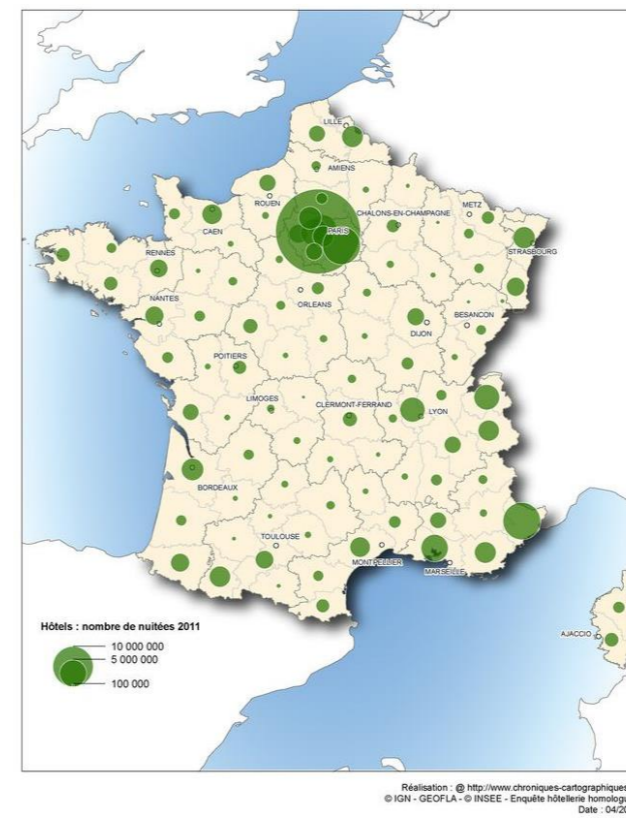 LILLE
AMIENS
ROUEN
CAEN
PARIS
CHALONS-EN-CHAMPAGNE
METZ
STRASBOURG
RENNES
NANTES
ORLEANS
BESANCON
DIJON
POITIERS
LIMOGES
CLERMONT-FERRAND
LYON
BORDEAUX
TOULOUSE
MONTPELLIER
MARSEILLE
AJACCIO
Hôtels : nombre de nuitées 2011
10 000 000
5 000 000
100 000
Réalisation : @ http://www.chroniques-cartographiques
© IGN - GEOFLA - © INSEE - Enquête hôtellerie homologu
Date : 04/20